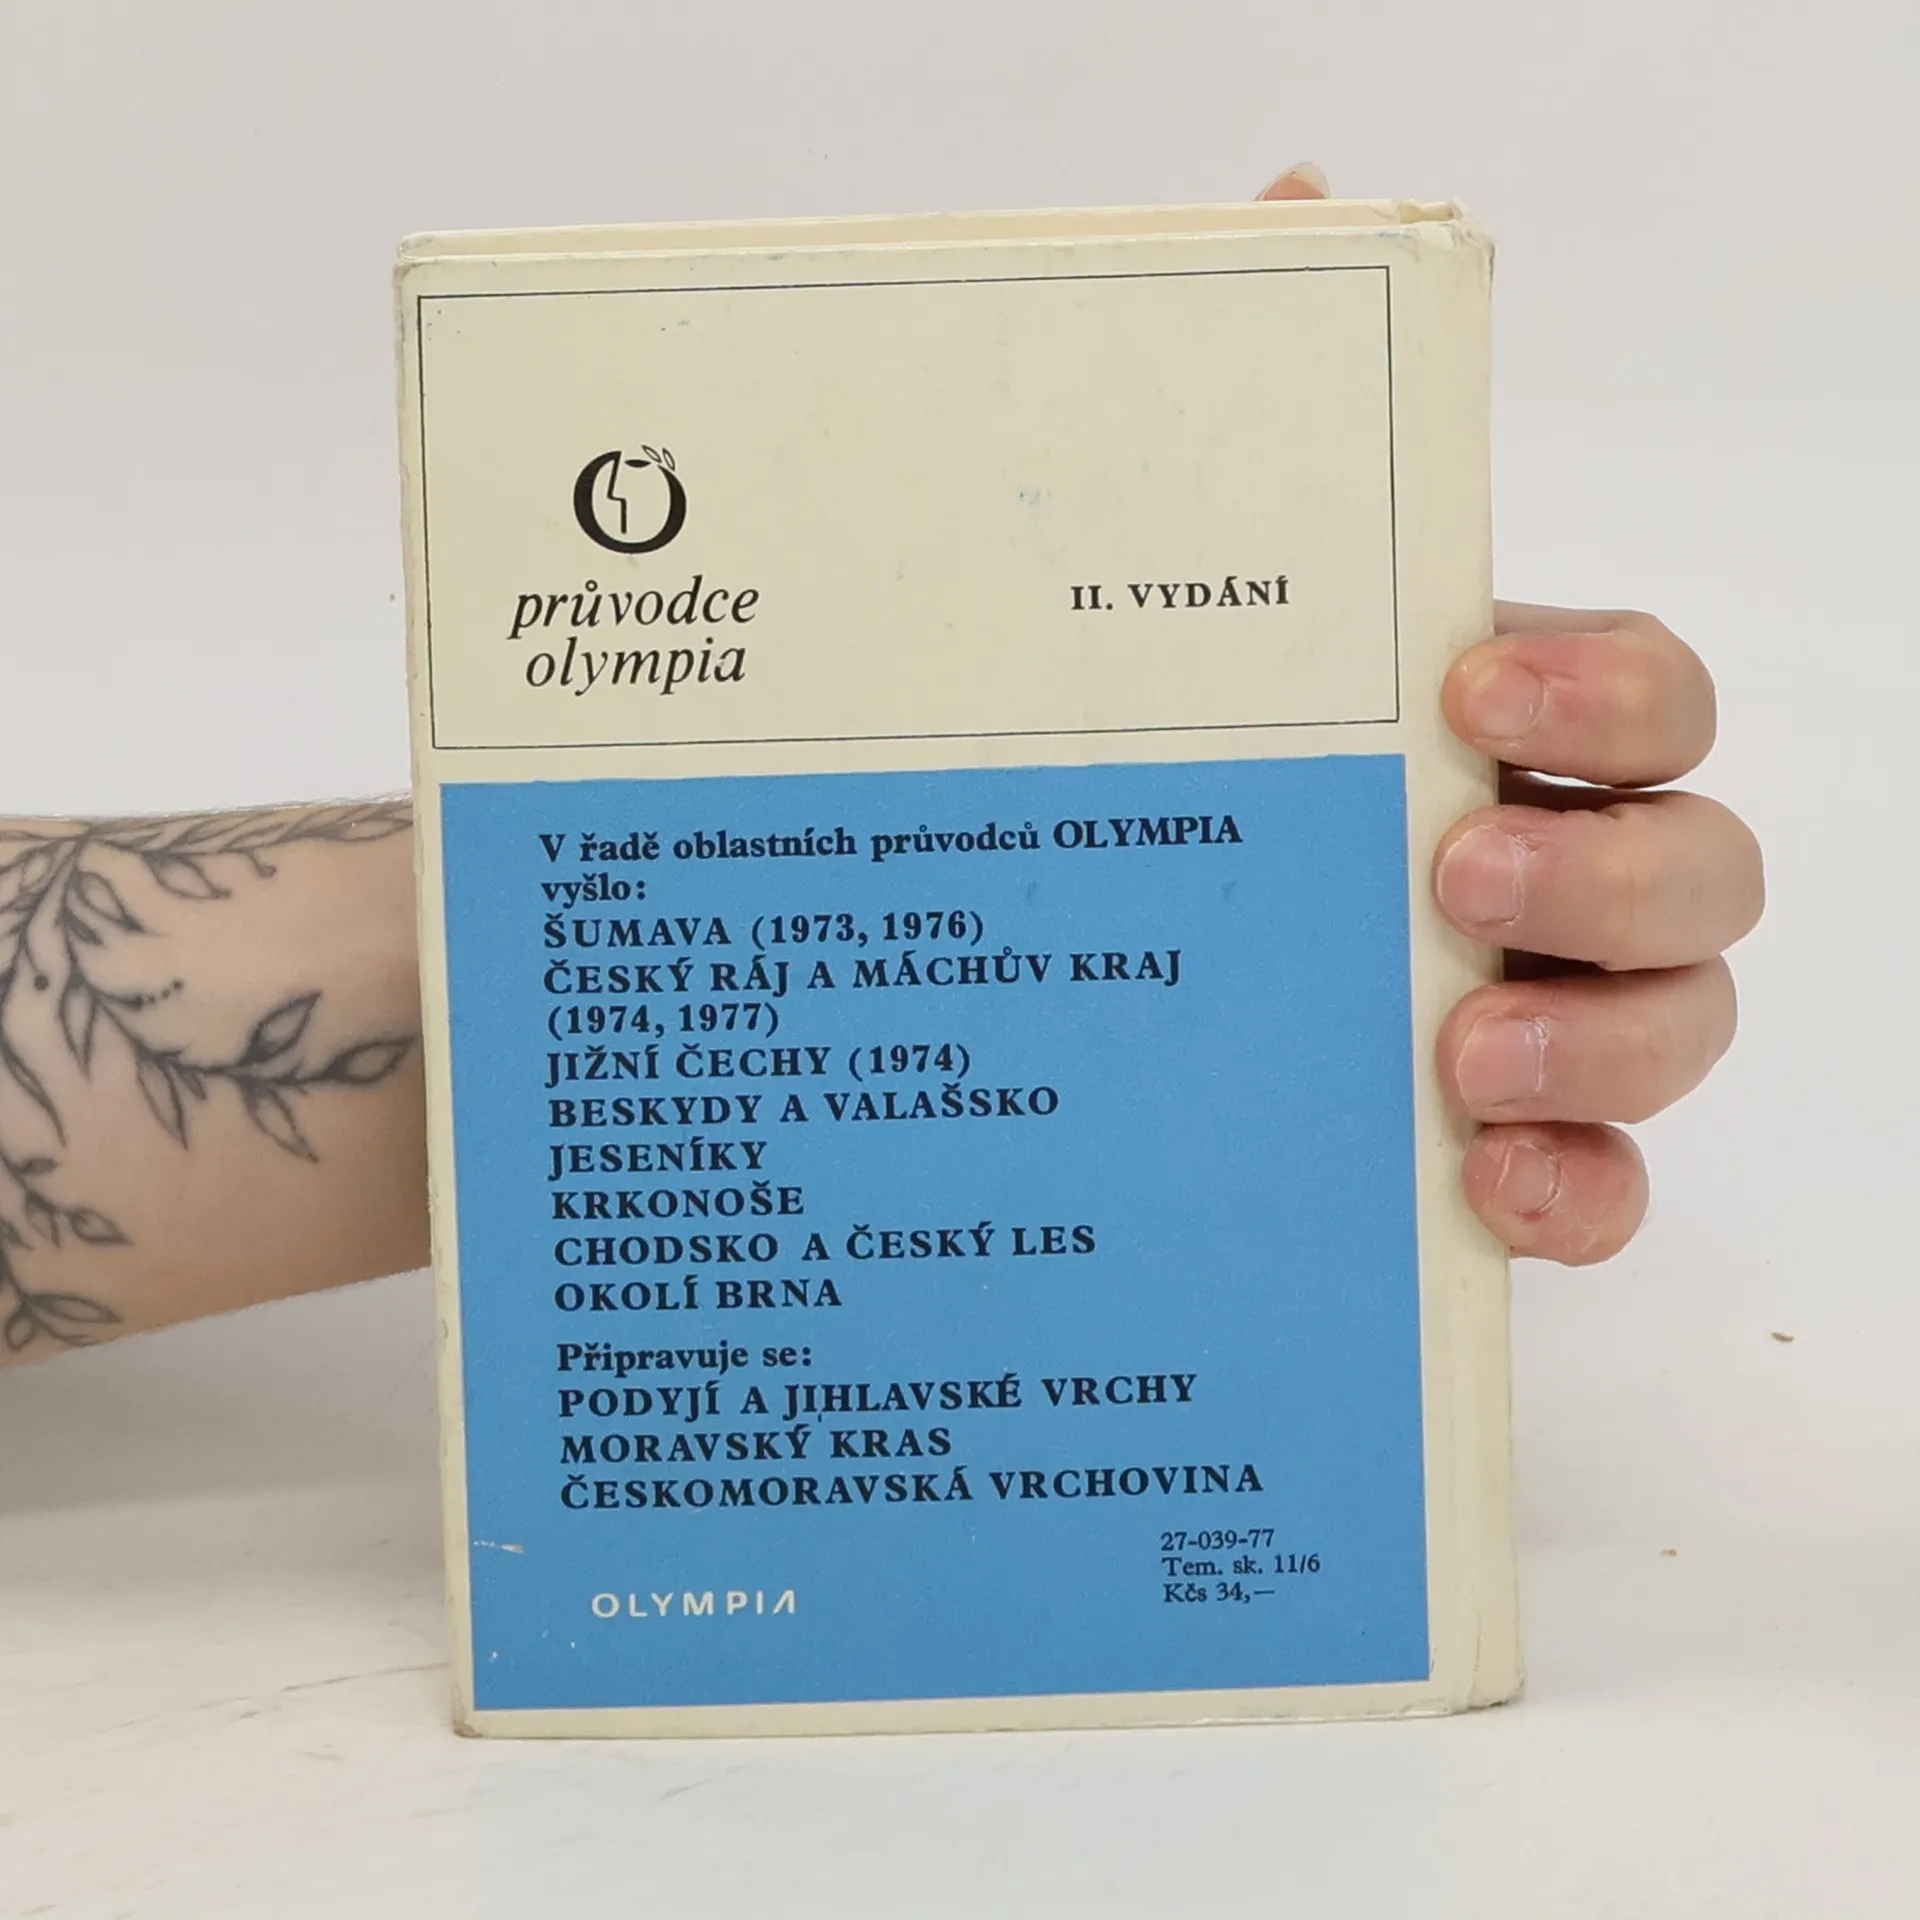 průvodce
olympia
II. VYDÁNÍ
V řadě oblastních průvodců OLYMPIA
vyšlo:
ŠUMAVA (1973, 1976)
ČESKÝ RÁJ A MÁCHŮV KRAJ
(1974, 1977)
JIŽNÍ ČECHY (1974)
BESKYDY A VALAŠSKO
JESENÍKY
KRKONOŠE
CHODSKO A ČESKÝ LES
OKOLÍ BRNA
Připravuje se:
PODYJÍ A JIHLAVSKÉ VRCHY
MORAVSKÝ KRAS
ČESKOMORAVSKÁ VRCHOVINA
27-039-77
Tem. sk. 11/6
Kčs 34,—
OLYMPIA